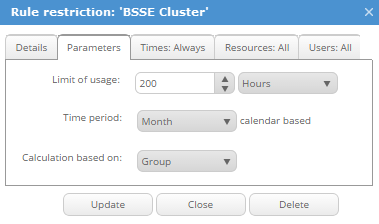 Rule restriction: 'BSSE Cluster'
Details Parameters Times: Always Resources: All Users: All
Limit of usage: 200 Hours
Time period: Month calendar based
Calculation based on: Group
Update Close Delete